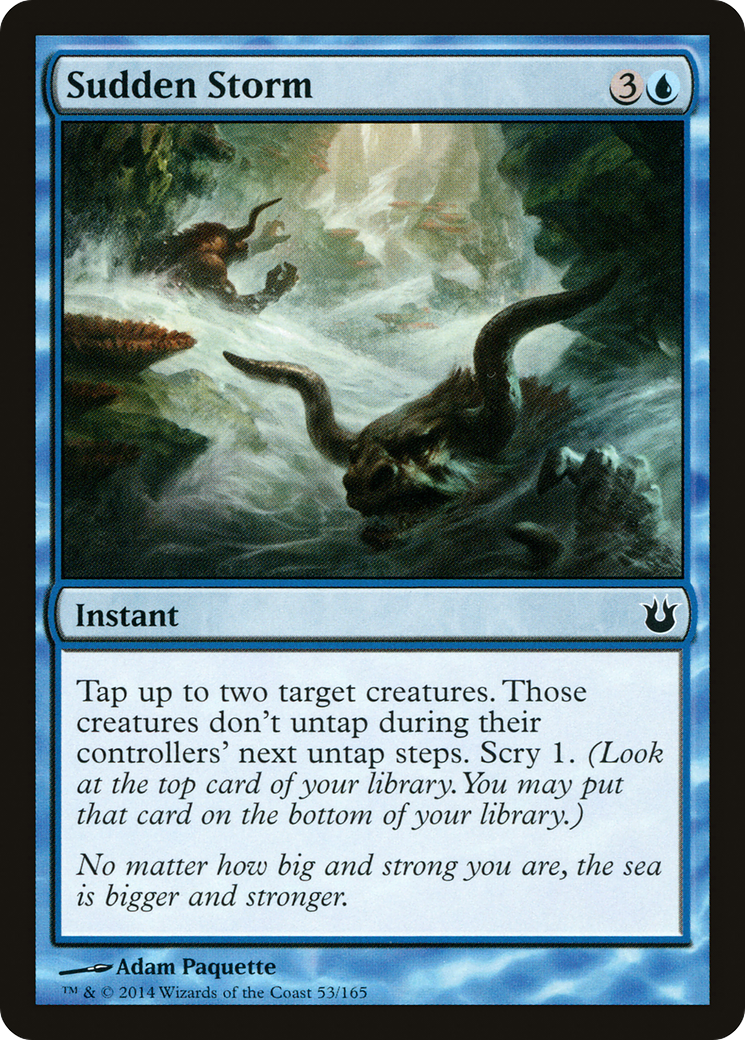 Sudden Storm 3
Instant
Tap up to two target creatures. Those
creatures don't untap during their
controllers' next untap steps. Scry 1. (Look
at the top card of your library. You may put
that card on the bottom of your library.)
No matter how big and strong you are, the sea
is bigger and stronger.
Adam Paquette
™ & © 2014 Wizards of the Coast 53/165